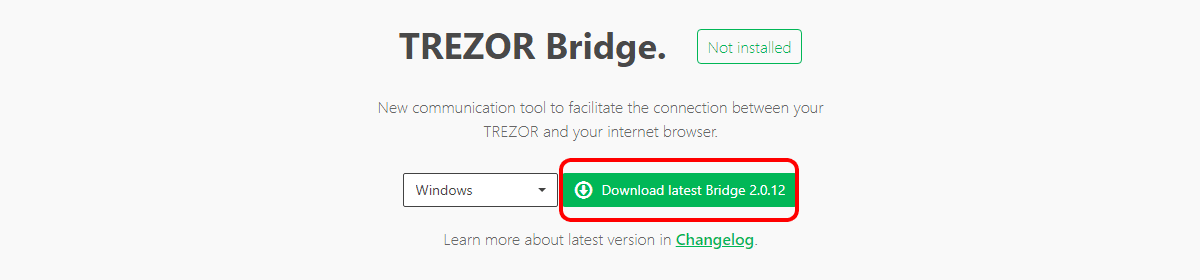 TREZOR Bridge.
Not installed
New communication tool to facilitate the connection between your
TREZOR and your internet browser.
Windows
Download latest Bridge 2.0.12
Learn more about latest version in Changelog.